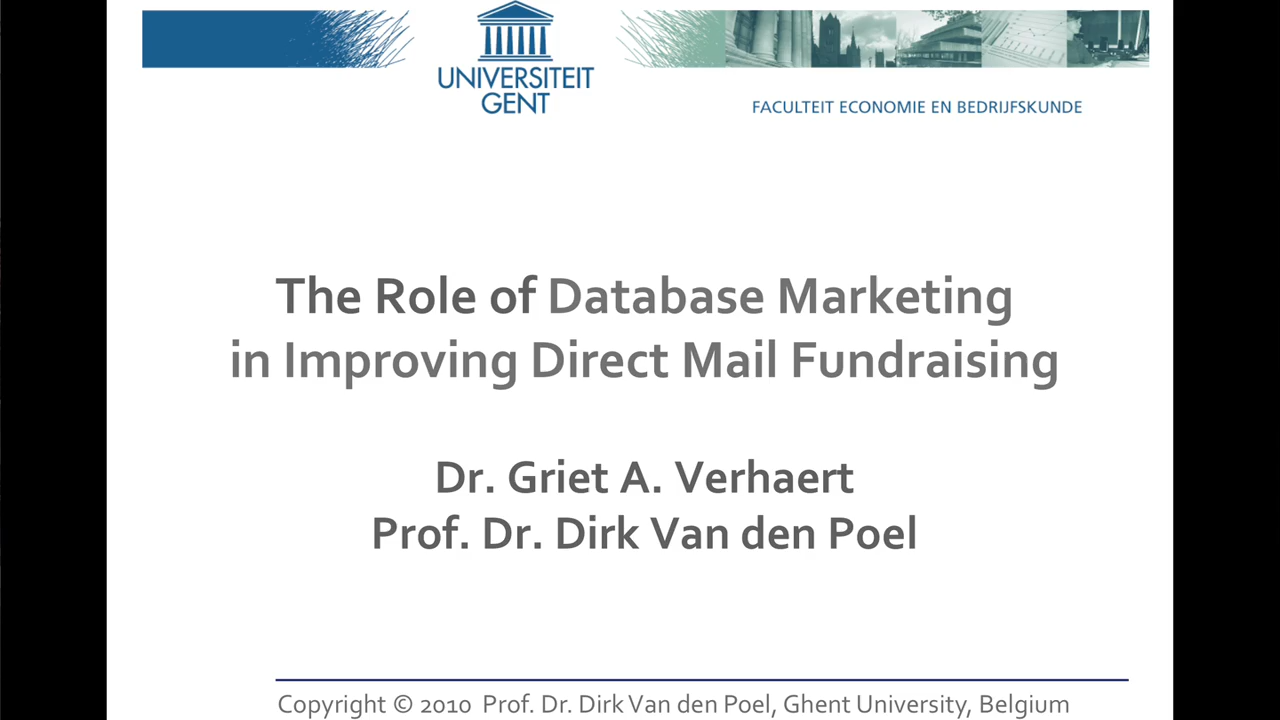 UNIVERSITEIT
GENT
FACULTEIT ECONOMIE EN BEDRIJFSKUNDE
The Role of Database Marketing
in Improving Direct Mail Fundraising
Dr. Griet A. Verhaert
Prof. Dr. Dirk Van den Poel
Copyright © 2010 Prof. Dr. Dirk Van den Poel, Ghent University, Belgium